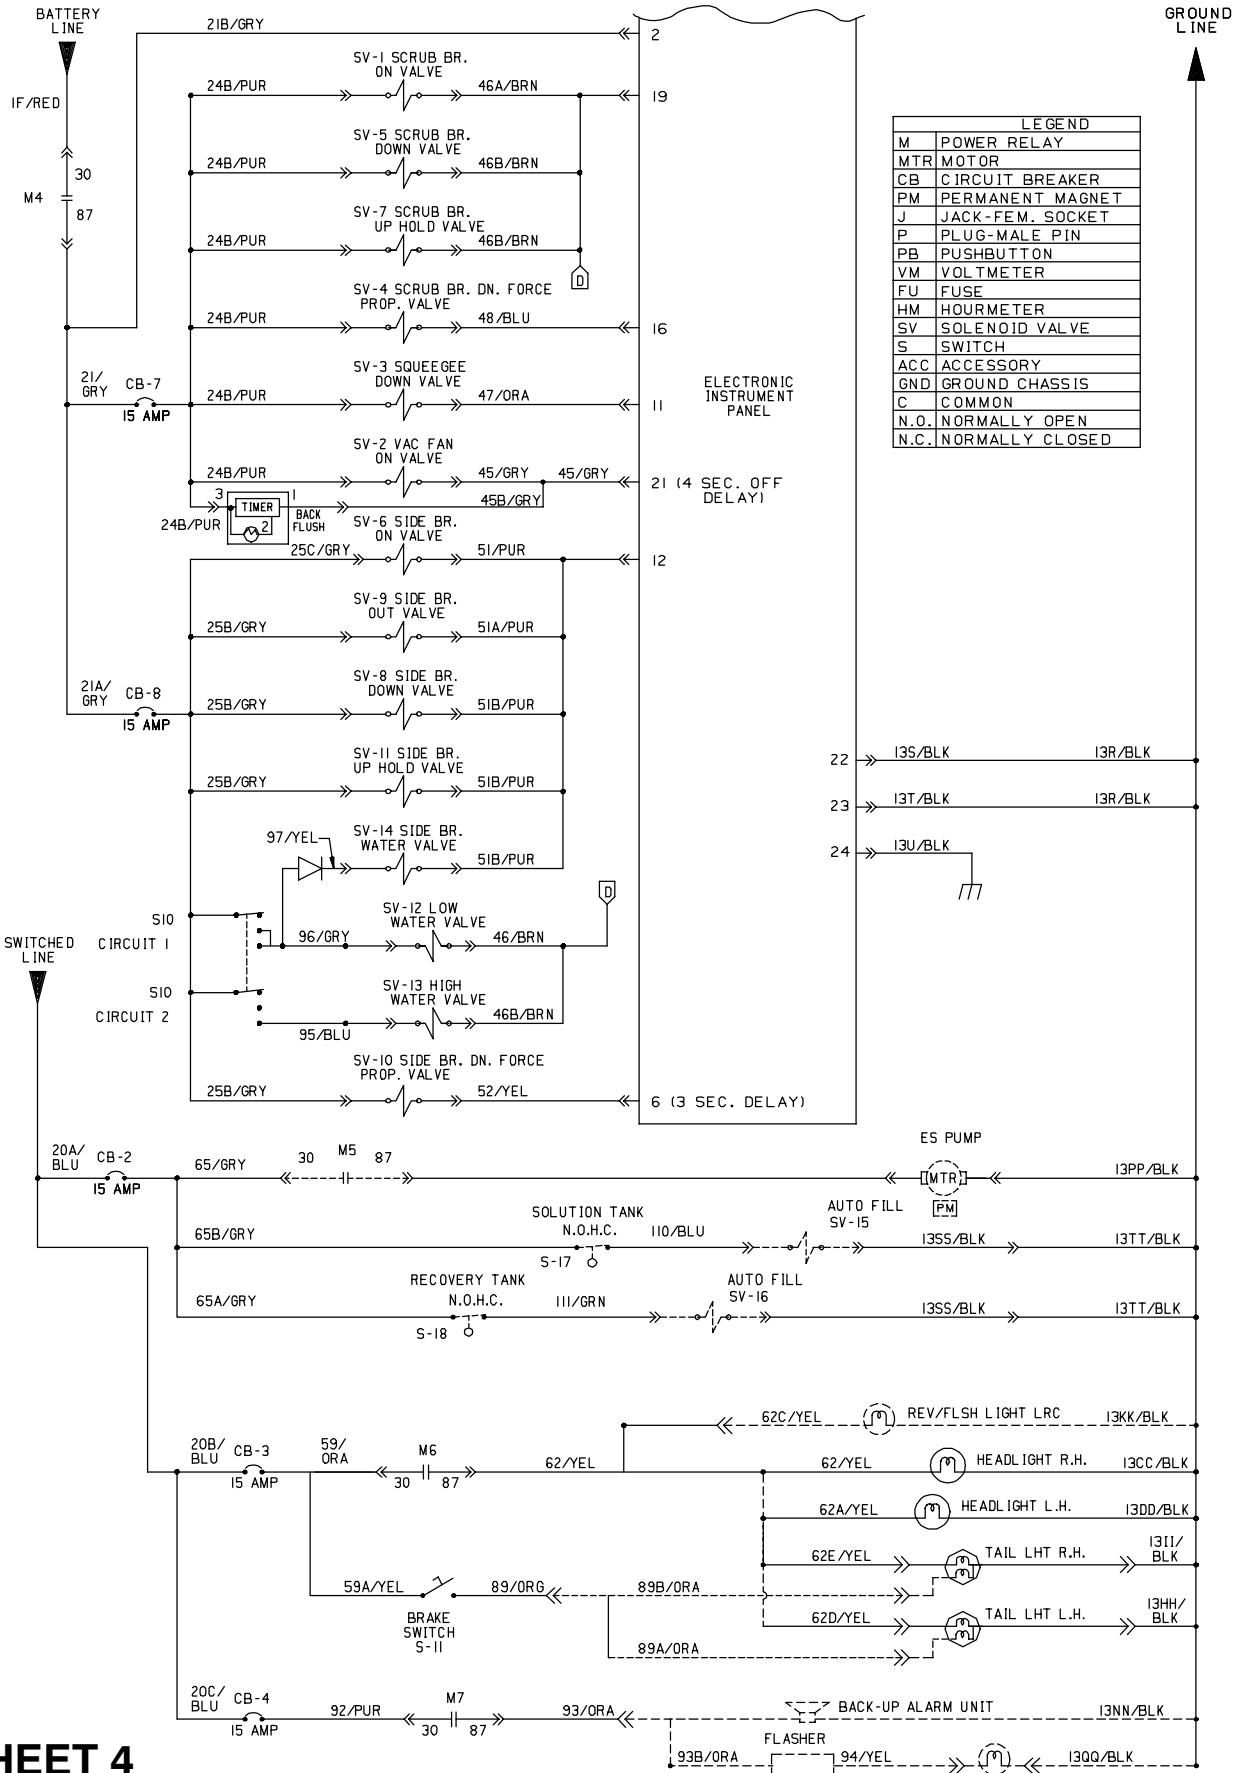 BATTERY
LINE
21B/GRY
2
GROUND
LINE
1F/RED
30
M4
87
SV-1 SCRUB BR.
ON VALVE
24B/PUR
46A/BRN
19
SV-5 SCRUB BR.
DOWN VALVE
24B/PUR
46B/BRN
SV-7 SCRUB BR.
UP HOLD VALVE
24B/PUR
46B/BRN
D
SV-4 SCRUB BR. DN. FORCE
PROP. VALVE
24B/PUR
48/BLU
16
21/
GRY
CB-7
15 AMP
SV-3 SQUEEGEE
DOWN VALVE
24B/PUR
47/ORA
11
ELECTRONIC
INSTRUMENT
PANEL
SV-2 VAC FAN
ON VALVE
24B/PUR
45/GRY
45/GRY
21 (4 SEC. OFF
DELAY)
3
TIMER
1
2
BACK
FLUSH
24B/PUR
45B/GRY
LEGEND
M POWER RELAY
MTR MOTOR
CB CIRCUIT BREAKER
PM PERMANENT MAGNET
J JACK-FEM. SOCKET
P PLUG-MALE PIN
PB PUSHBUTTON
VM VOLTMETER
FU FUSE
HM HOURMETER
SV SOLENOID VALVE
S SWITCH
ACC ACCESSORY
GND GROUND CHASSIS
C COMMON
N.O. NORMALLY OPEN
N.C. NORMALLY CLOSED
SV-6 SIDE BR.
ON VALVE
25C/GRY
51/PUR
12
SV-9 SIDE BR.
OUT VALVE
25B/GRY
51A/PUR
21A/
GRY
CB-8
15 AMP
SV-8 SIDE BR.
DOWN VALVE
25B/GRY
51B/PUR
SV-11 SIDE BR.
UP HOLD VALVE
25B/GRY
51B/PUR
22
13S/BLK
13R/BLK
23
13T/BLK
13R/BLK
24
13U/BLK
97/YEL
SV-14 SIDE BR.
WATER VALVE
51B/PUR
D
S10
CIRCUIT 1
SV-12 LOW
WATER VALVE
96/GRY
46/BRN
SWITCHED
LINE
S10
CIRCUIT 2
SV-13 HIGH
WATER VALVE
95/BLU
46B/BRN
SV-10 SIDE BR. DN. FORCE
PROP. VALVE
25B/GRY
52/YEL
6 (3 SEC. DELAY)
20A/
BLU
CB-2
15 AMP
65/GRY
30
M5
87
ES PUMP
MTR
PM
13PP/BLK
65B/GRY
SOLUTION TANK
N.O.H.C.
S-17
110/BLU
AUTO FILL
SV-15
13SS/BLK
13TT/BLK
65A/GRY
RECOVERY TANK
N.O.H.C.
S-18
111/GRN
AUTO FILL
SV-16
13SS/BLK
13TT/BLK
62C/YEL
REV/FLSH LIGHT LRC
13KK/BLK
20B/
BLU
CB-3
15 AMP
59/
ORA
M6
30
87
62/YEL
62/YEL
HEADLIGHT R.H.
13CC/BLK
62A/YEL
HEADLIGHT L.H.
13DD/BLK
62E/YEL
TAIL LHT R.H.
13II/
BLK
59A/YEL
BRAKE
SWITCH
S-11
89/ORG
89B/ORA
62D/YEL
TAIL LHT L.H.
13HH/
BLK
89A/ORA
20C/
BLU
CB-4
15 AMP
92/PUR
M7
30
87
93/ORA
BACK-UP ALARM UNIT
13NN/BLK
FLASHER
93B/ORA
94/YEL
13QQ/BLK
HEET 4